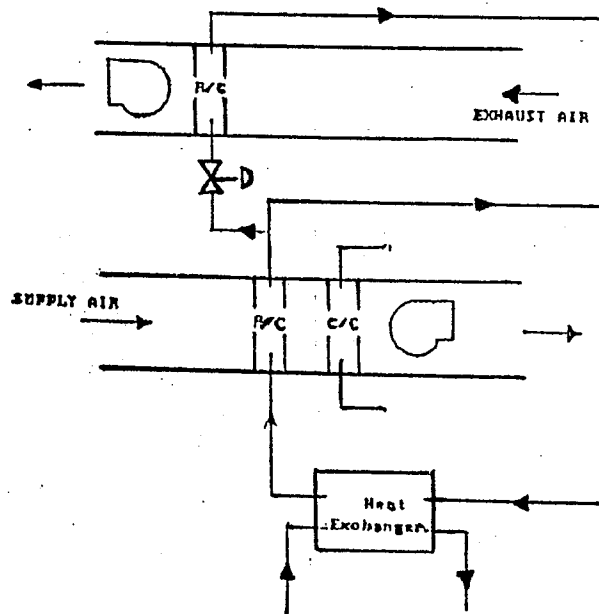 R/C
EXHAUST AIR
SUPPLY AIR
R/C
C/C
Heat
Exchanger